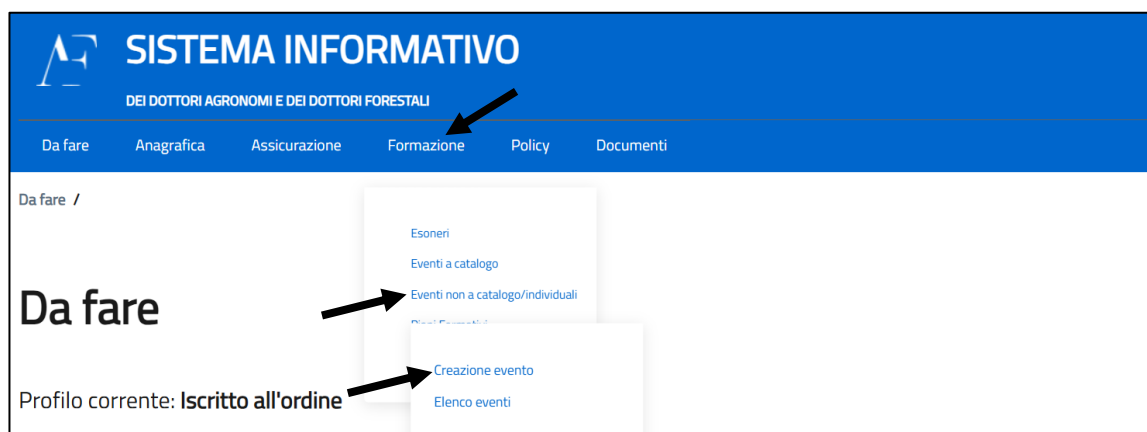 SISTEMA INFORMATIVO
DEI DOTTORI AGRONOMI E DEI DOTTORI FORESTALI
Da fare Anagrafica Assicurazione Formazione Policy Documenti
Da fare /
Esoneri
Eventi a catalogo
Eventi non a catalogo/individuali
Da fare
Creazione evento
Profilo corrente: Iscritto all'ordine
Elenco eventi